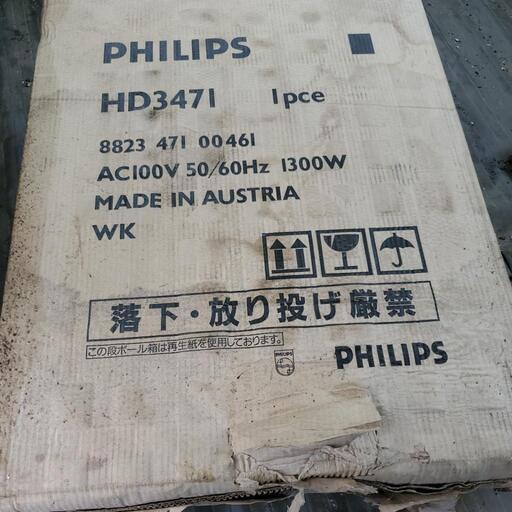 PHILIPS
HD3471 1pce
8823 471 00461
AC100V 50/60Hz 1300W
MADE IN AUSTRIA
WK
落下・放り投げ厳禁
この段ボール箱は再生紙を使用しております。
PHILIPS
PHILIPS